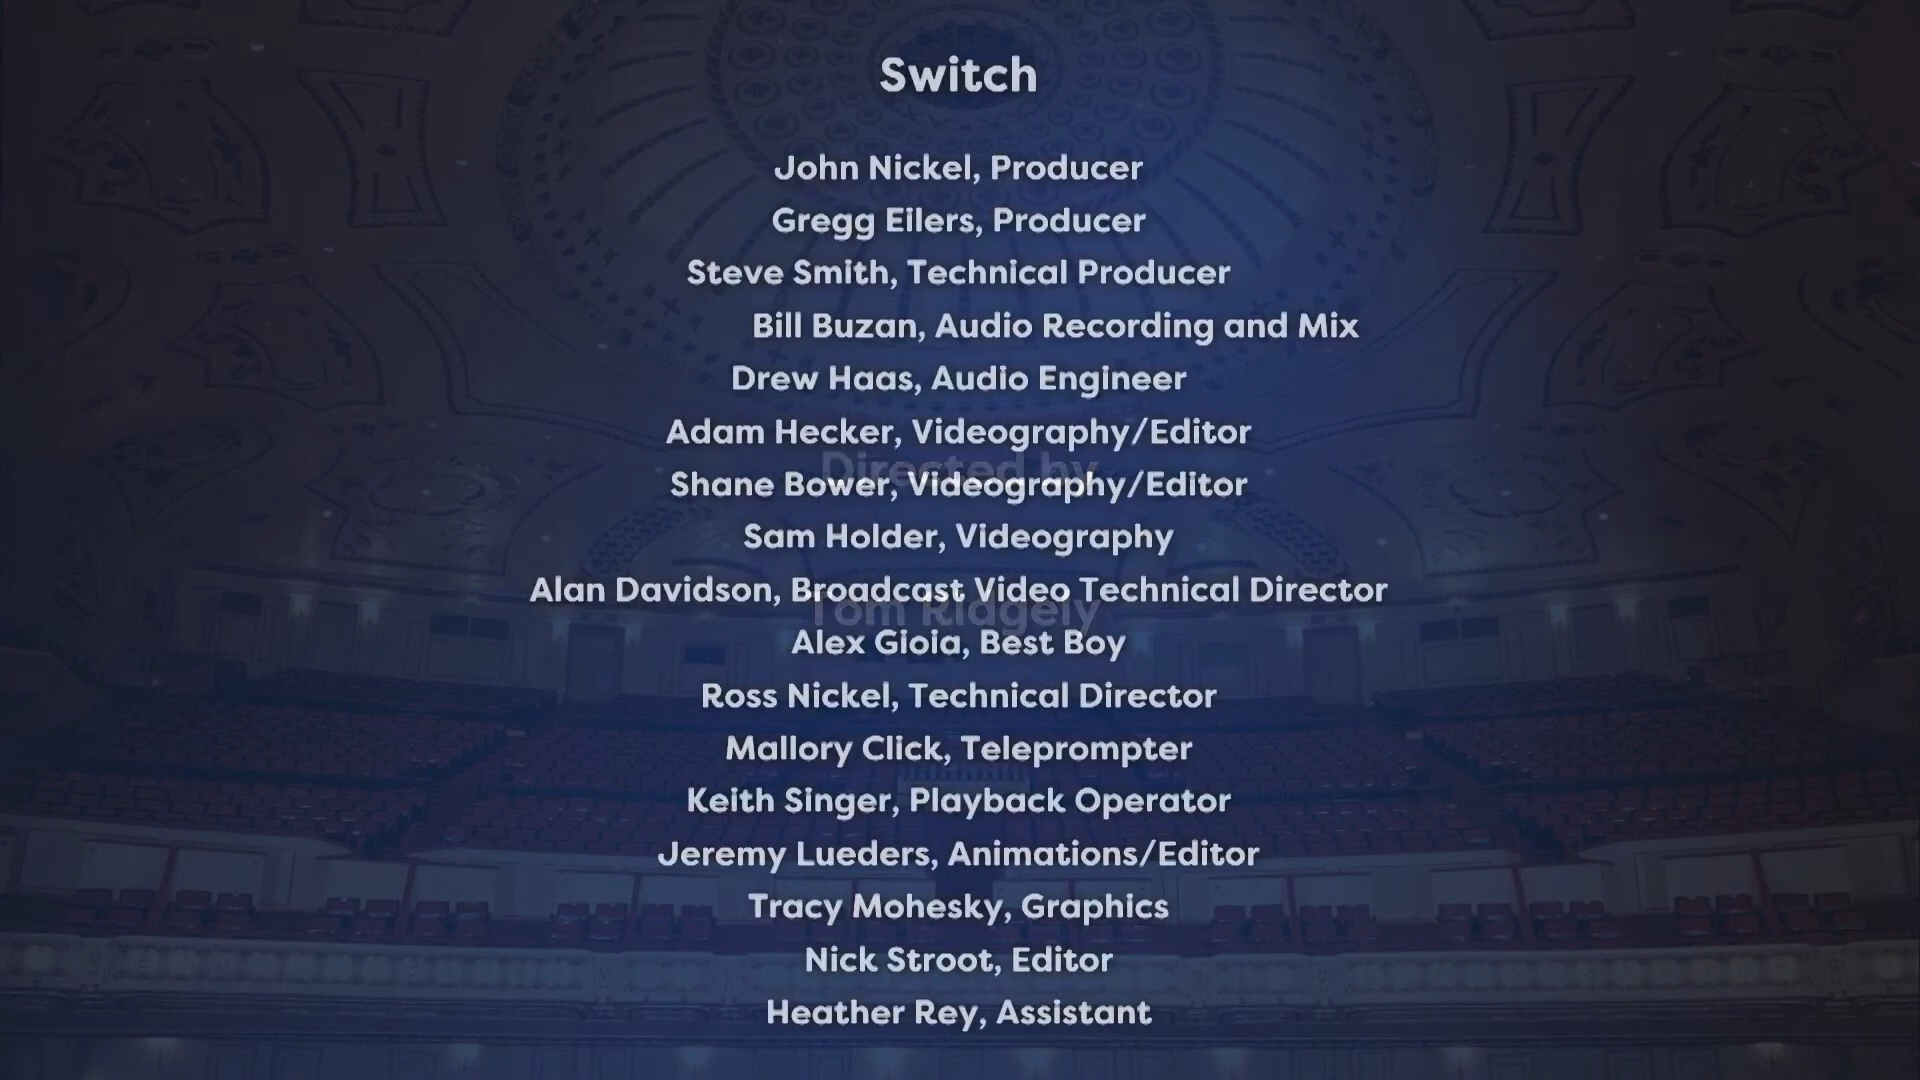 Switch
John Nickel, Producer
Gregg Eilers, Producer
Steve Smith, Technical Producer
Bill Buzan, Audio Recording and Mix
Drew Haas, Audio Engineer
Adam Hecker, Videography/Editor
Directed by
Shane Bower, Videography/Editor
Sam Holder, Videography
Alan Davidson, Broadcast Video Technical Director
Tom Ridgely
Alex Gioia, Best Boy
Ross Nickel, Technical Director
Mallory Click, Teleprompter
Keith Singer, Playback Operator
Jeremy Lueders, Animations/Editor
Tracy Mohesky, Graphics
Nick Stroot, Editor
Heather Rey, Assistant